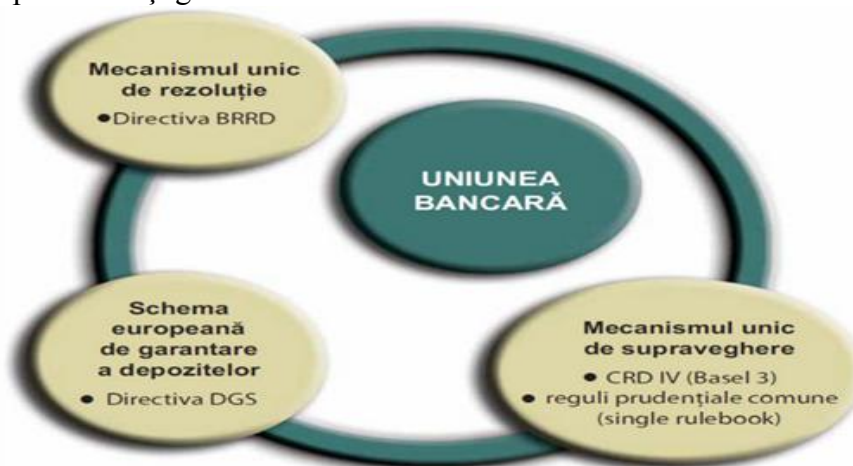 Mecanismul unic
de rezoluție
●Directiva BRRD
UNIUNEA
BANCARĂ
Schema
europeană
de garantare
a depozitelor
● Directiva DGS
Mecanismul unic
de supraveghere
● CRD IV (Basel 3)
● reguli prudențiale comune
(single rulebook)